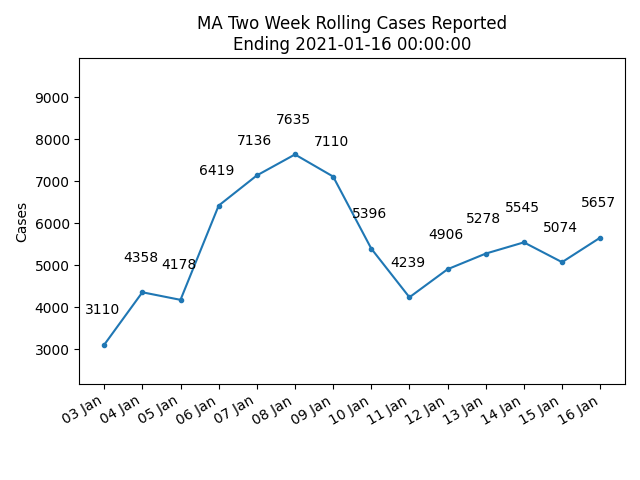 MA Two Week Rolling Cases Reported
Ending 2021-01-16 00:00:00
Cases
9000
8000
7000
6000
5000
4000
3000
3110
4358
4178
6419
7136
7635
7110
5396
4239
4906
5278
5545
5074
5657
03 Jan
04 Jan
05 Jan
06 Jan
07 Jan
08 Jan
09 Jan
10 Jan
11 Jan
12 Jan
13 Jan
14 Jan
15 Jan
16 Jan